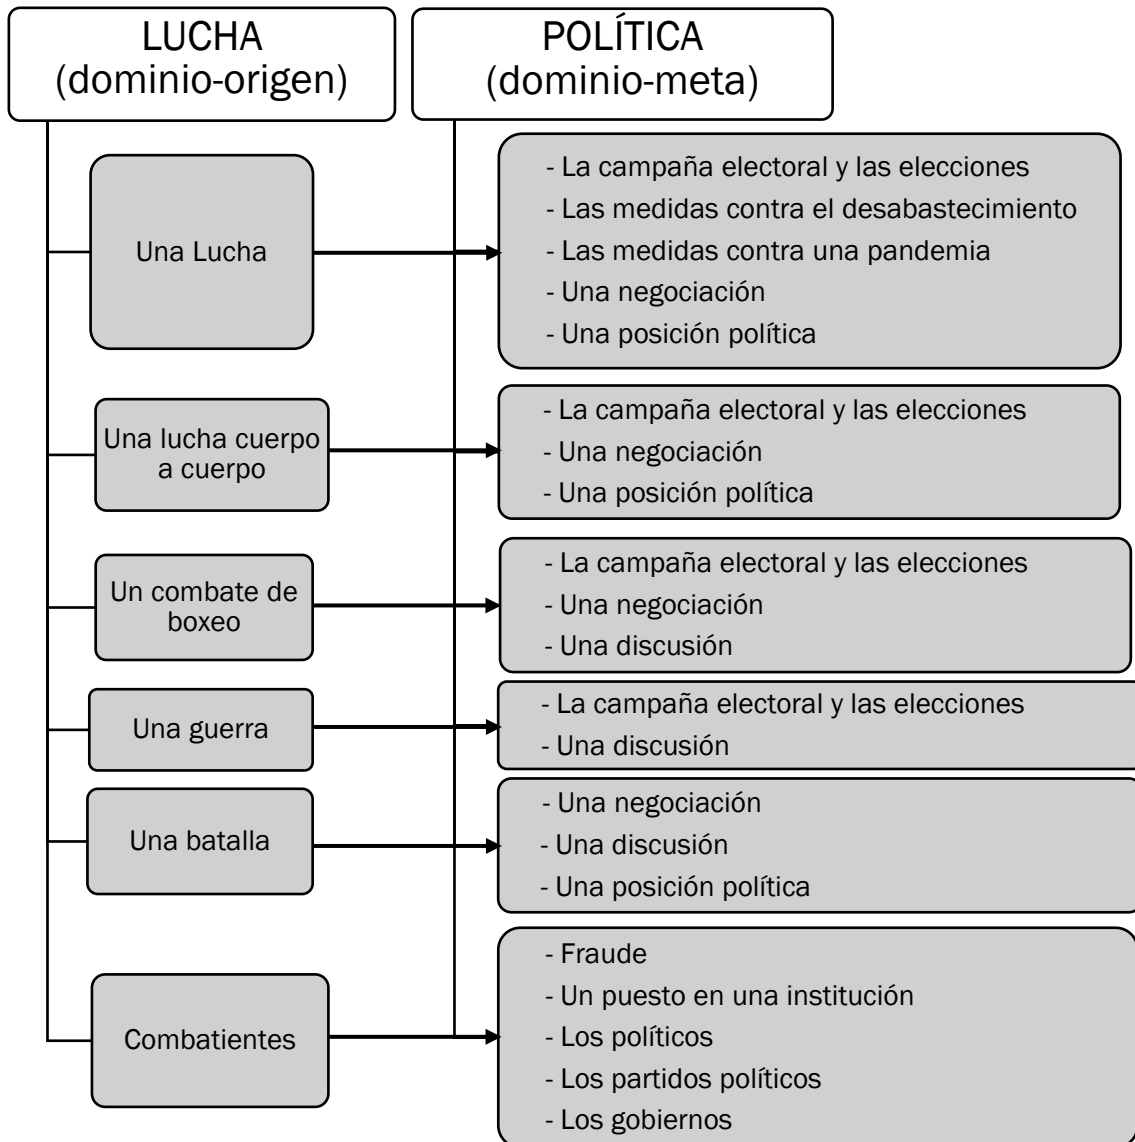 LUCHA
(dominio-origen)
POLÍTICA
(dominio-meta)
Una Lucha
- La campaña electoral y las elecciones
- Las medidas contra el desabastecimiento
- Las medidas contra una pandemia
- Una negociación
- Una posición política
Una lucha cuerpo
a cuerpo
- La campaña electoral y las elecciones
- Una negociación
- Una posición política
Un combate de
boxeo
- La campaña electoral y las elecciones
- Una negociación
- Una discusión
Una guerra
- La campaña electoral y las elecciones
- Una discusión
Una batalla
- Una negociación
- Una discusión
- Una posición política
Combatientes
- Fraude
- Un puesto en una institución
- Los políticos
- Los partidos políticos
- Los gobiernos